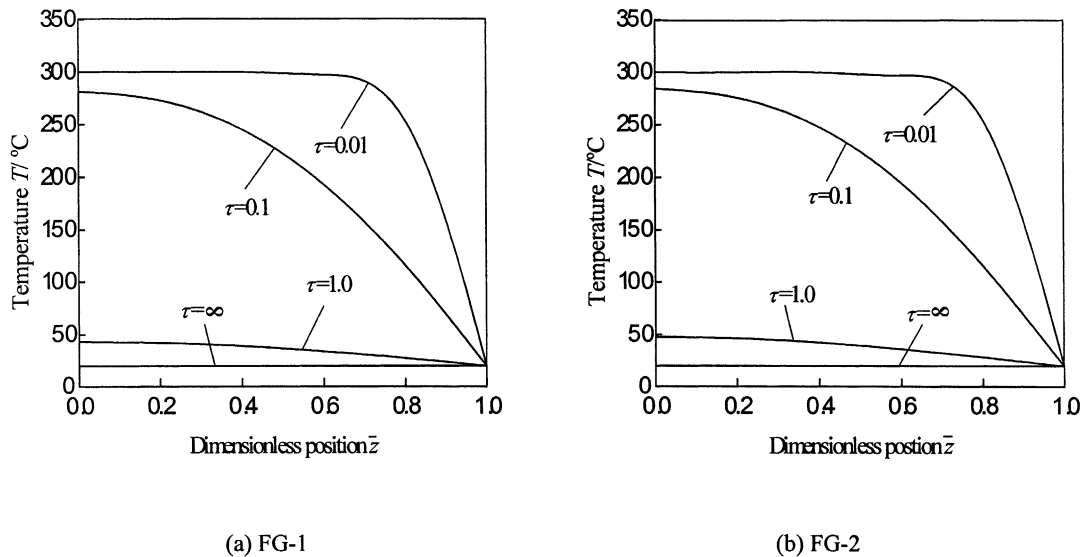 350
300
250
200
150
100
50
0
Temperature T/ °C
τ=0.01
τ=0.1
τ=1.0
τ=∞
0.0 0.2 0.4 0.6 0.8 1.0
Dimensionless position z̄
(a) FG-1
350
300
250
200
150
100
50
0
Temperature T/°C
τ=0.01
τ=0.1
τ=1.0
τ=∞
0.0 0.2 0.4 0.6 0.8 1.0
Dimensionless postion z̄
(b) FG-2